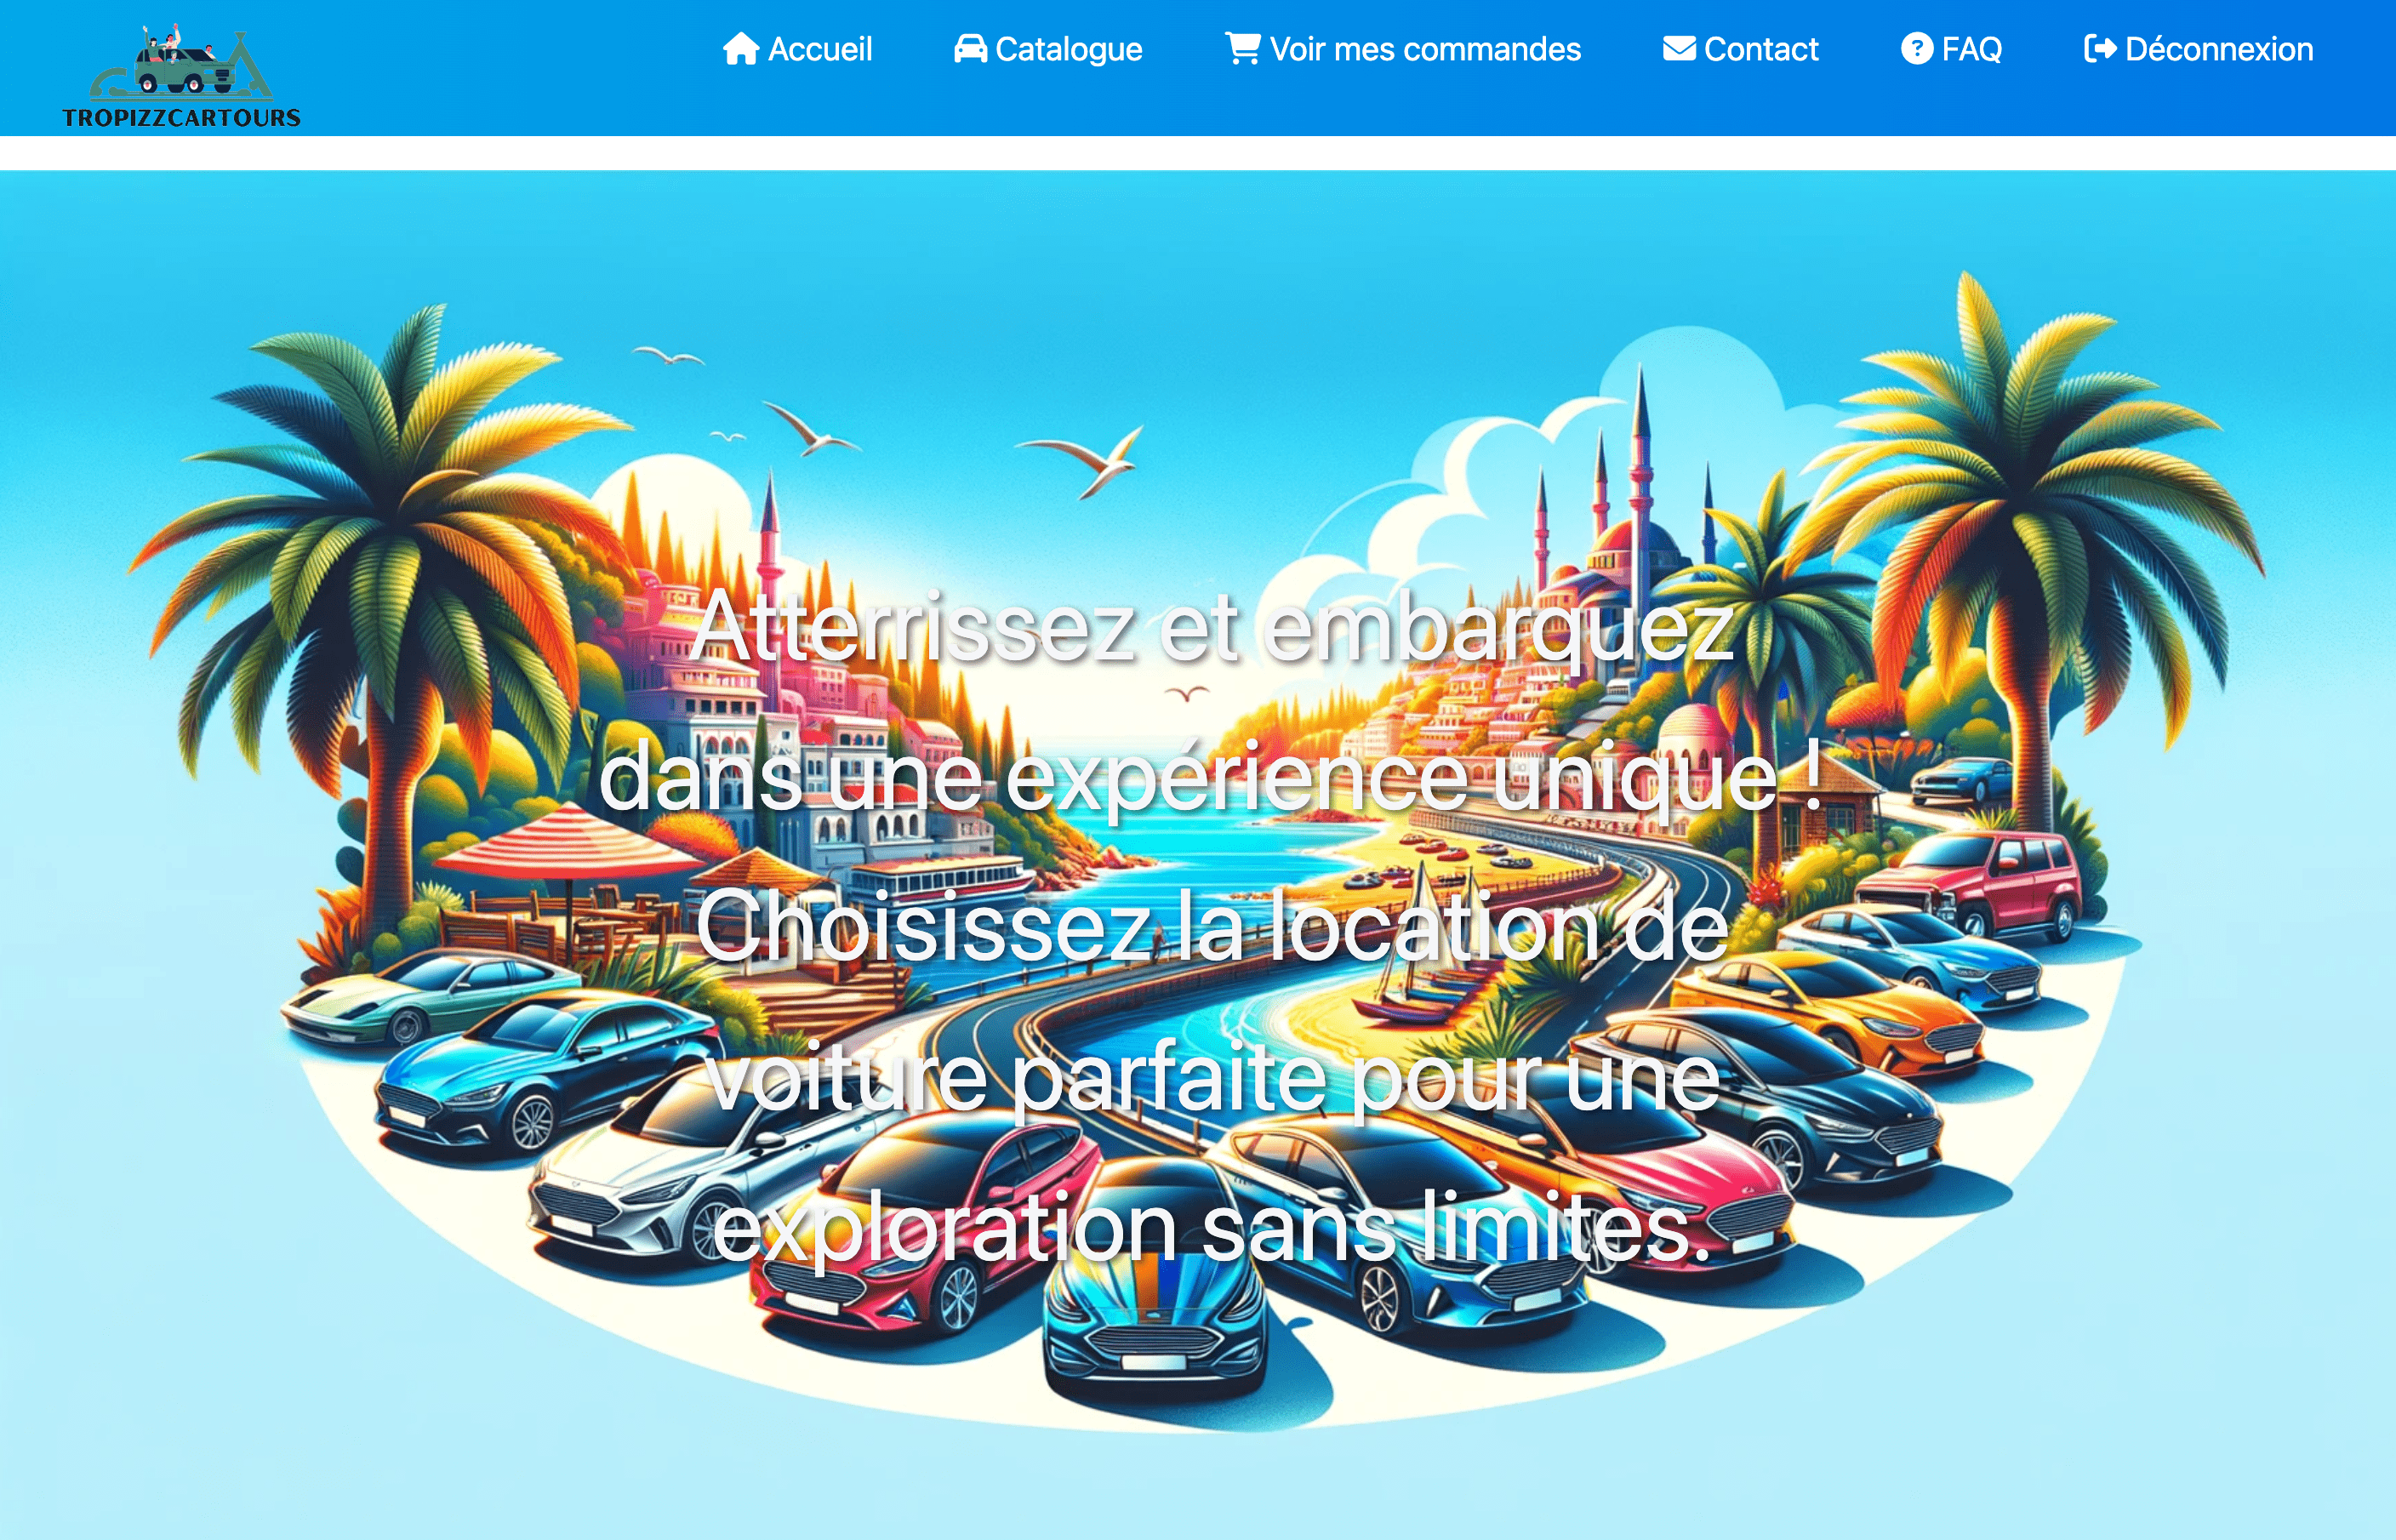 TROPIZZCARTOURS
Accueil
Catalogue
Voir mes commandes
Contact
FAQ
Déconnexion
Atterrissez et embarquez
dans une expérience unique !
Choisissez la location de
voiture parfaite pour une
exploration sans limites.